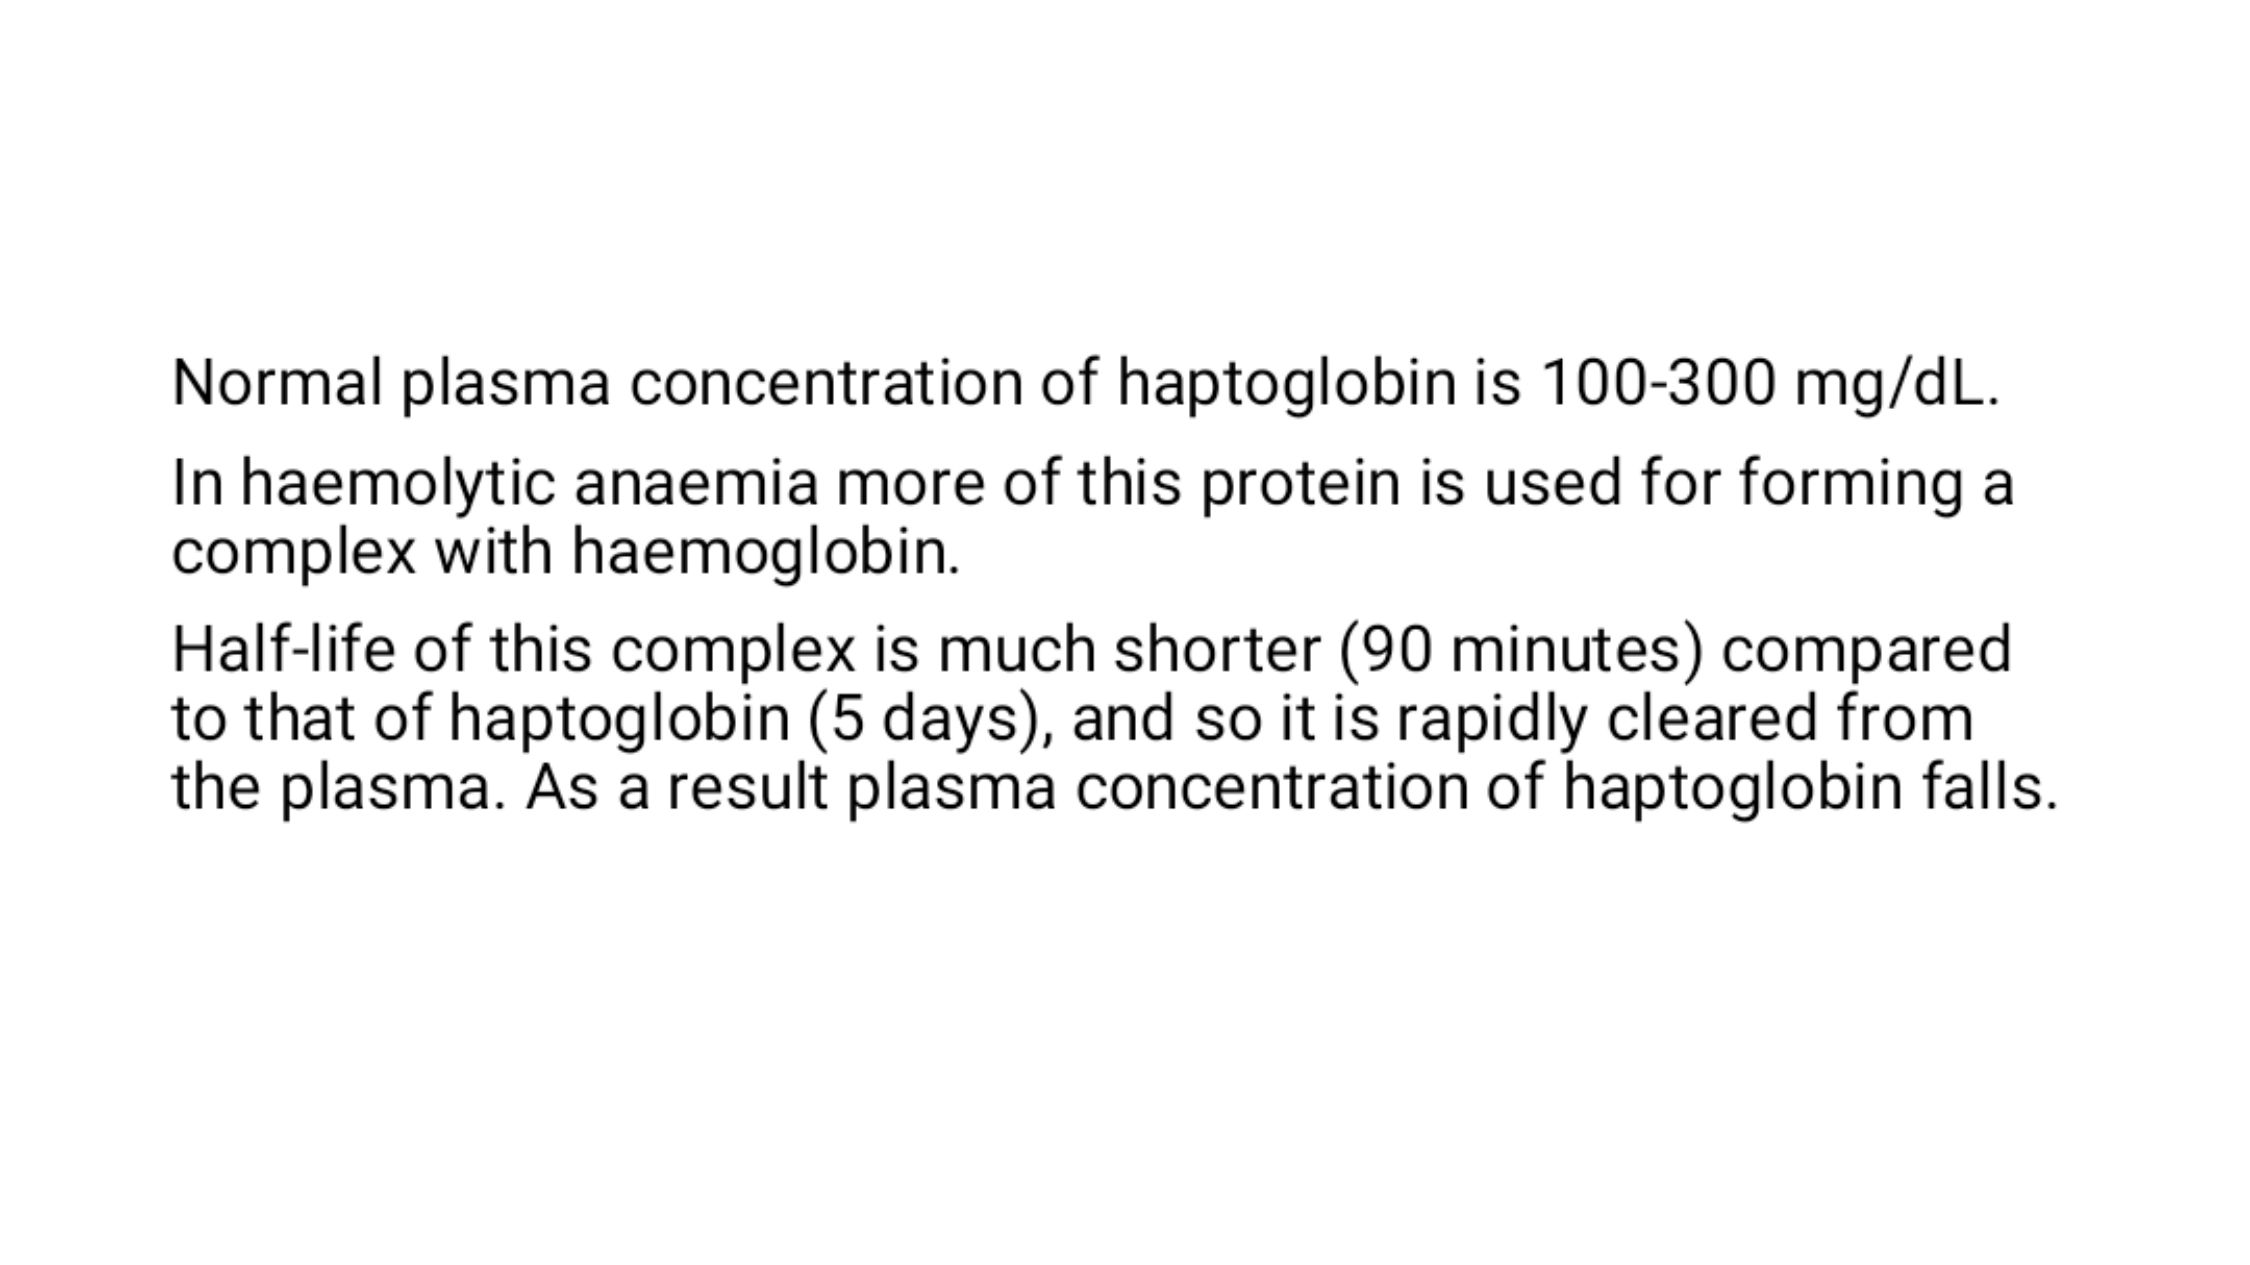 Normal plasma concentration of haptoglobin is 100-300 mg/dL.
In haemolytic anaemia more of this protein is used for forming a
complex with haemoglobin.
Half-life of this complex is much shorter (90 minutes) compared
to that of haptoglobin (5 days), and so it is rapidly cleared from
the plasma. As a result plasma concentration of haptoglobin falls.